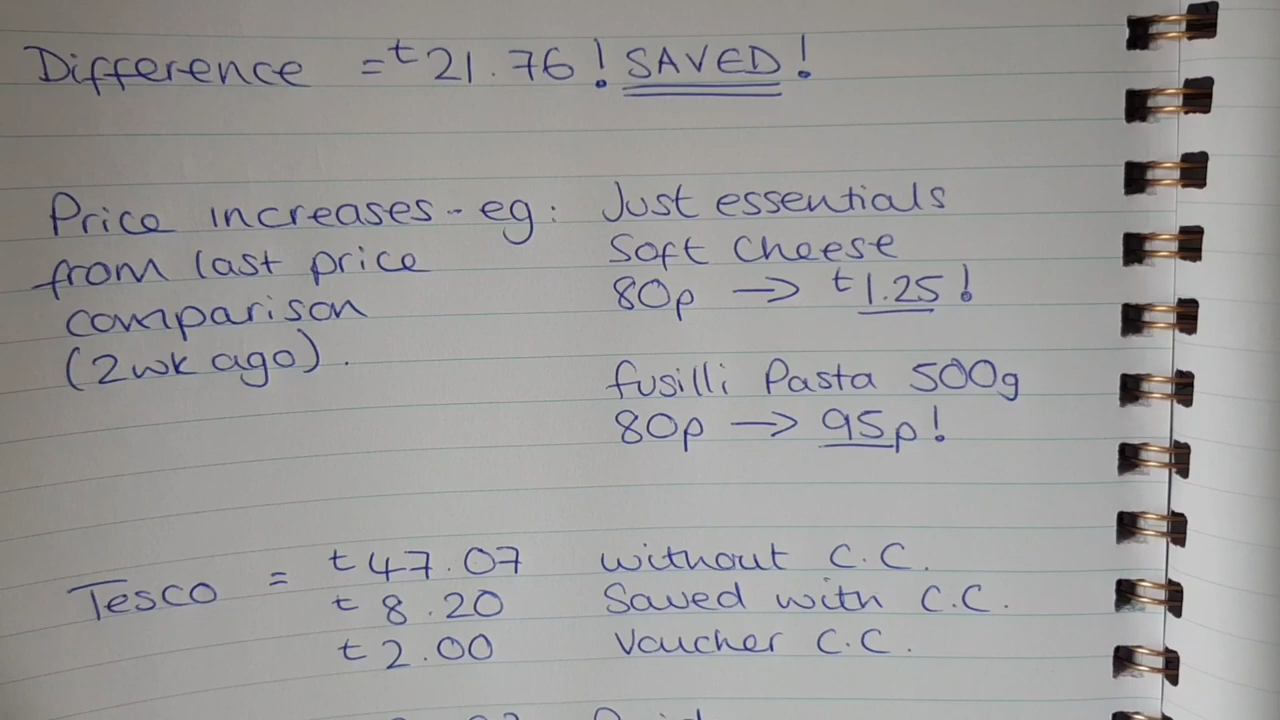 Difference = £21.76! SAVED!
Price increases - eg: Just essentials
from last price Soft Cheese
comparison 80p → £1.25!
(2wk ago).
fusilli Pasta 500g
80p → 95p!
Tesco = £47.07 without C.C.
£8.20 Saved with C.C.
£2.00 Voucher C.C.